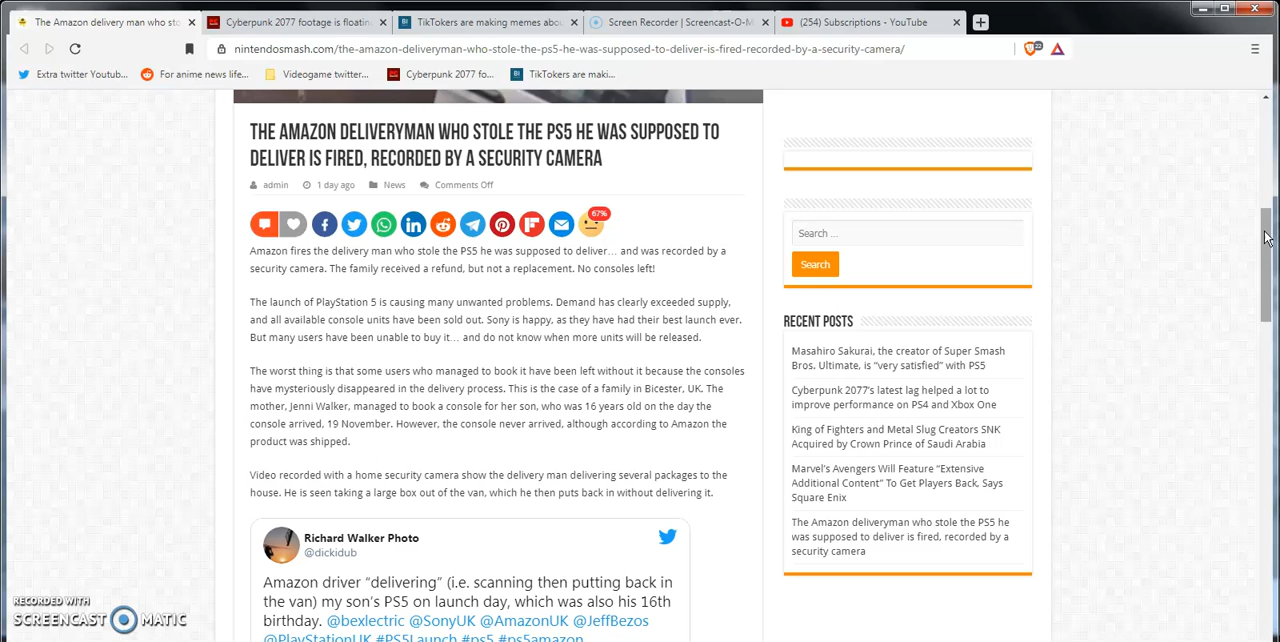 The Amazon deliveryman who sto
Cyberpunk 2077 footage is floatin
TikTokers are making memes abou
Screen Recorder | Screencast-O-M
(254) Subscriptions - YouTube
nintendosmash.com/the-amazon-deliveryman-who-stole-the-ps5-he-was-supposed-to-deliver-is-fired-recorded-by-a-security-camera/
22
Extra twitter Youtub...
For anime news life...
Videogame twitter...
Cyberpunk 2077 fo...
TikTokers are maki...
THE AMAZON DELIVERYMAN WHO STOLE THE PS5 HE WAS SUPPOSED TO
DELIVER IS FIRED, RECORDED BY A SECURITY CAMERA
admin 1 day ago News Comments Off
67%
Amazon fires the delivery man who stole the PS5 he was supposed to deliver… and was recorded by a
security camera. The family received a refund, but not a replacement. No consoles left!
The launch of PlayStation 5 is causing many unwanted problems. Demand has clearly exceeded supply,
and all available console units have been sold out. Sony is happy, as they have had their best launch ever.
But many users have been unable to buy it… and do not know when more units will be released.
The worst thing is that some users who managed to book it have been left without it because the consoles
have mysteriously disappeared in the delivery process. This is the case of a family in Bicester, UK. The
mother, Jenni Walker, managed to book a console for her son, who was 16 years old on the day the
console arrived, 19 November. However, the console never arrived, although according to Amazon the
product was shipped.
Video recorded with a home security camera show the delivery man delivering several packages to the
house. He is seen taking a large box out of the van, which he then puts back in without delivering it.
Richard Walker Photo
@dickidub
Amazon driver “delivering” (i.e. scanning then putting back in
the van) my son’s PS5 on launch day, which was also his 16th
birthday. @bexlectric @SonyUK @AmazonUK @JeffBezos
@PlayStationUK #PS5Launch #ps5 #ps5amazon
Search ...
Search
RECENT POSTS
Masahiro Sakurai, the creator of Super Smash
Bros. Ultimate, is “very satisfied” with PS5
Cyberpunk 2077’s latest lag helped a lot to
improve performance on PS4 and Xbox One
King of Fighters and Metal Slug Creators SNK
Acquired by Crown Prince of Saudi Arabia
Marvel’s Avengers Will Feature “Extensive
Additional Content” To Get Players Back, Says
Square Enix
The Amazon deliveryman who stole the PS5 he
was supposed to deliver is fired, recorded by a
security camera
RECORDED WITH
SCREENCAST MATIC